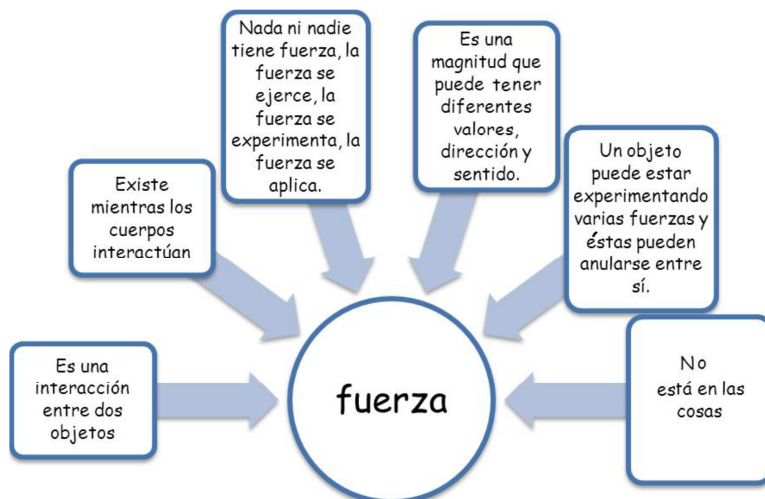 Nada ni nadie
tiene fuerza, la
fuerza se
ejerce, la
fuerza se
experimenta, la
fuerza se
aplica.
Es una
magnitud que
puede tener
diferentes
valores,
dirección y
sentido.
Existe
mientras los
cuerpos
interactúan
Un objeto
puede estar
experimentando
varias fuerzas y
éstas pueden
anularse entre
sí.
Es una
interacción
entre dos
objetos
fuerza
No
está en las
cosas